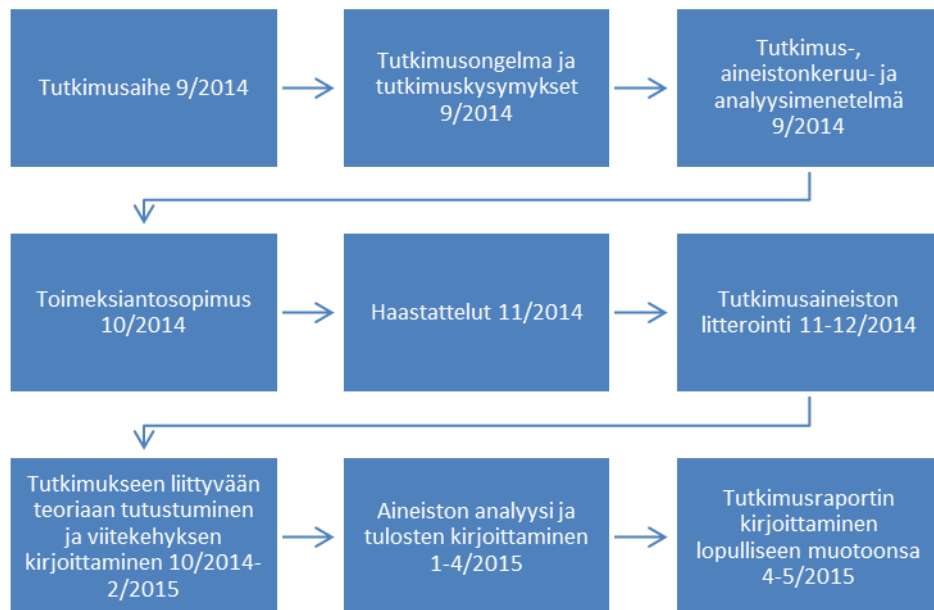 Tutkimusaihe 9/2014
Tutkimusongelma ja
tutkimuskysymykset
9/2014
Tutkimus-,
aineistonkeruu- ja
analyysimenetelmä
9/2014
Toimeksiantosopimus
10/2014
Haastattelut 11/2014
Tutkimusaineiston
litterointi 11-12/2014
Tutkimukseen liittyvään
teoriaan tutustuminen
ja viitekehyksen
kirjoittaminen 10/2014-
2/2015
Aineiston analyysi ja
tulosten kirjoittaminen
1-4/2015
Tutkimusraportin
kirjoittaminen
lopulliseen muotoonsa
4-5/2015